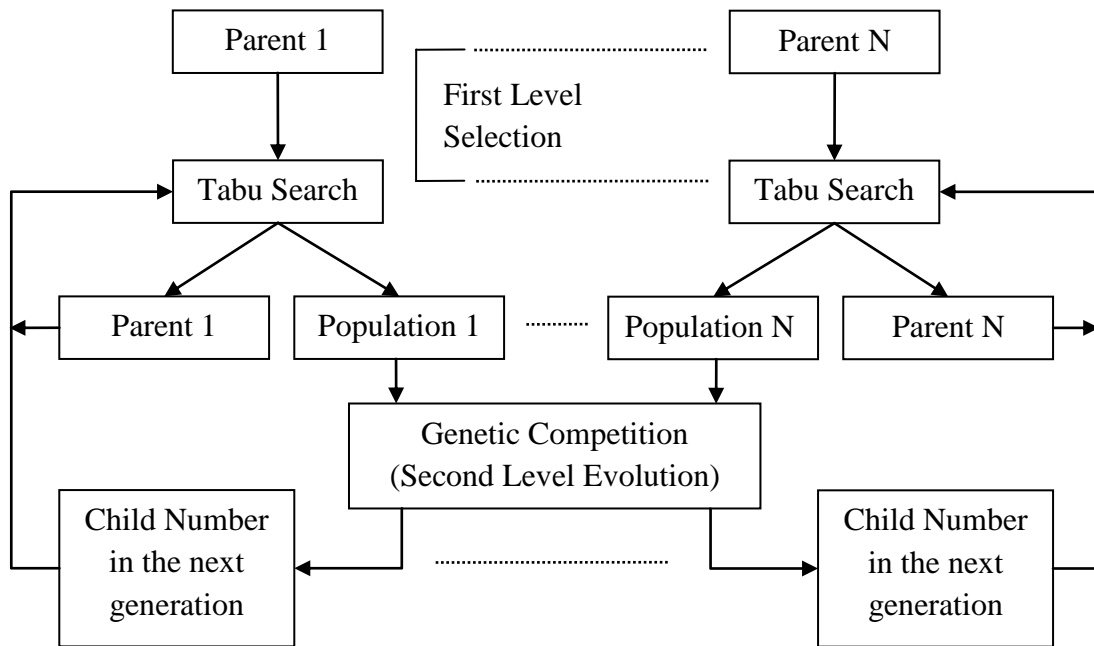 Parent 1
Parent N
First Level
Selection
Tabu Search
Tabu Search
Parent 1
Population 1
Population N
Parent N
Genetic Competition
(Second Level Evolution)
Child Number
in the next
generation
Child Number
in the next
generation